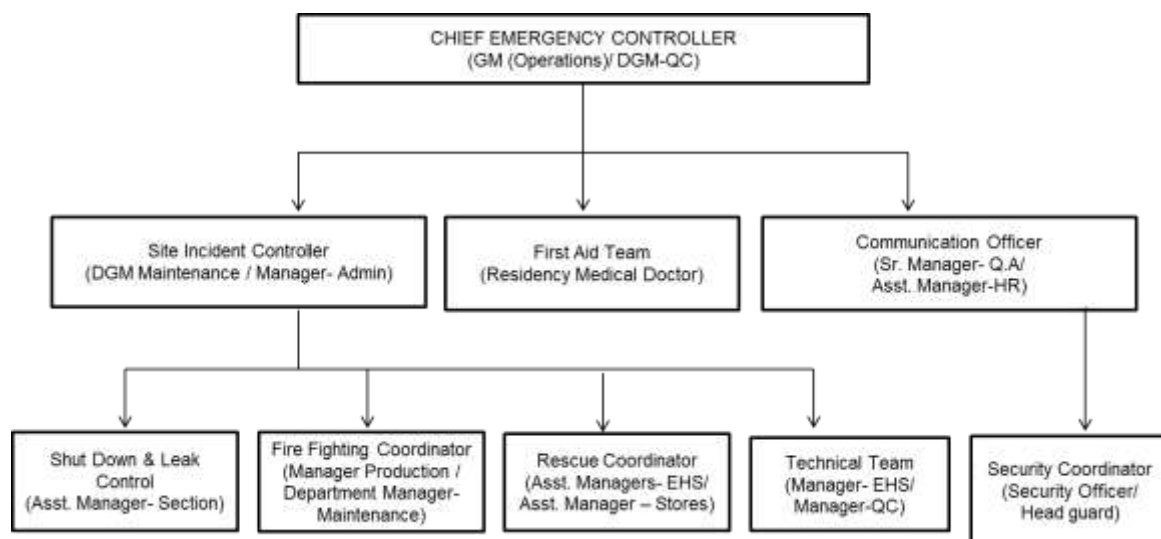 CHIEF EMERGENCY CONTROLLER
(GM (Operations)/ DGM-QC)
Site Incident Controller
(DGM Maintenance / Manager- Admin)
First Aid Team
(Residency Medical Doctor)
Communication Officer
(Sr. Manager- Q.A/
Asst. Manager-HR)
Shut Down & Leak
Control
(Asst. Manager- Section)
Fire Fighting Coordinator
(Manager Production /
Department Manager-
Maintenance)
Rescue Coordinator
(Asst. Managers- EHS/
Asst. Manager – Stores)
Technical Team
(Manager- EHS/
Manager-QC)
Security Coordinator
(Security Officer/
Head guard)